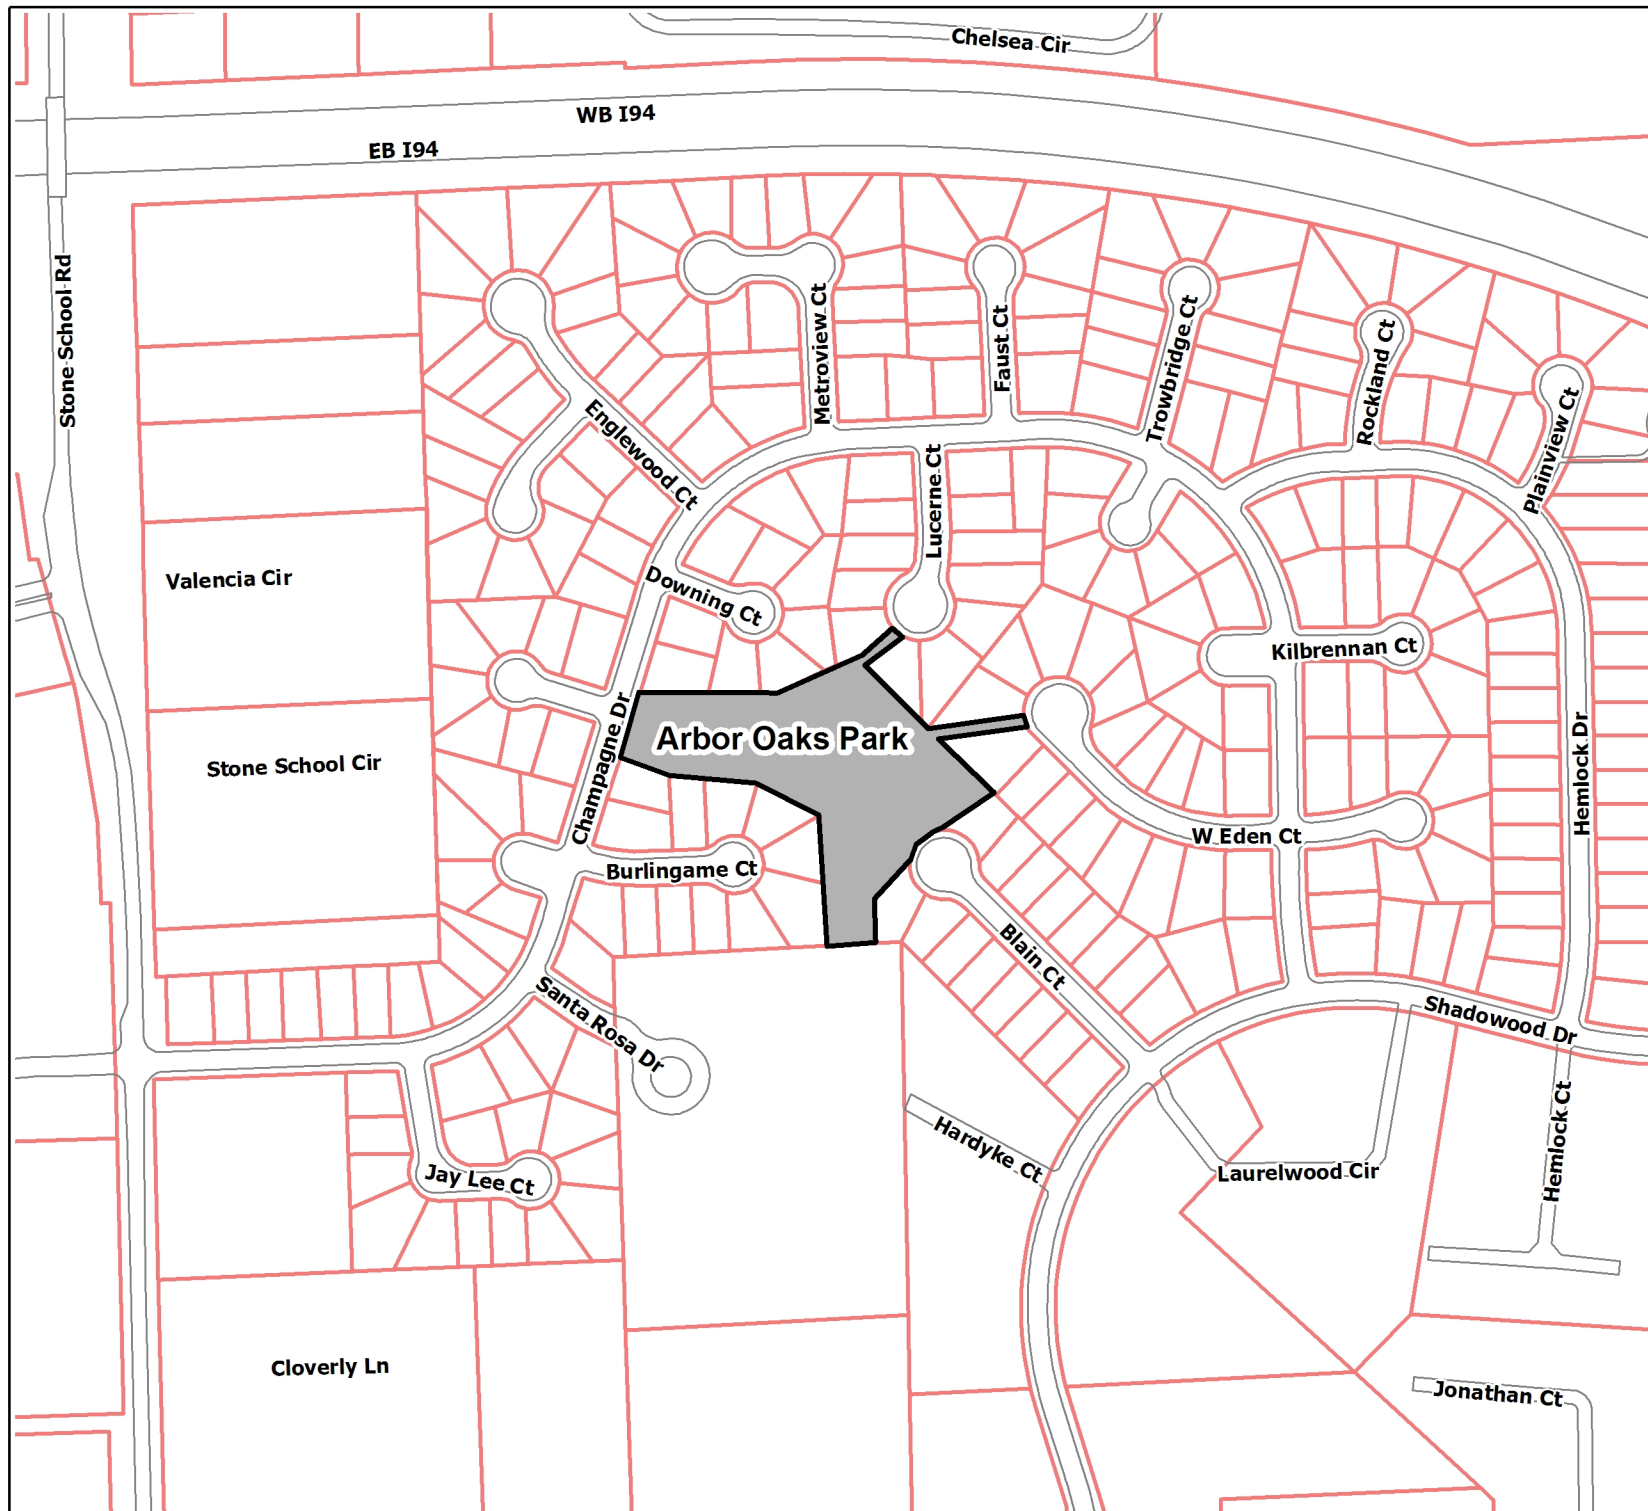 Chelsea Cir
WB I94
EB I94
Stone School Rd
Metroview Ct
Faust Ct
Trowbridge Ct
Rockland Ct
Plainview Ct
Englewood Ct
Lucerne Ct
Valencia Cir
Downing Ct
Kilbrennan Ct
Arbor Oaks Park
Champagne Dr
Stone School Cir
Hemlock Dr
W Eden Ct
Burlingame Ct
Blain Ct
Santa Rosa Dr
Shadowood Dr
Hardyke Ct
Hemlock Ct
Jay Lee Ct
Laurelwood Cir
Cloverly Ln
Jonathan Ct